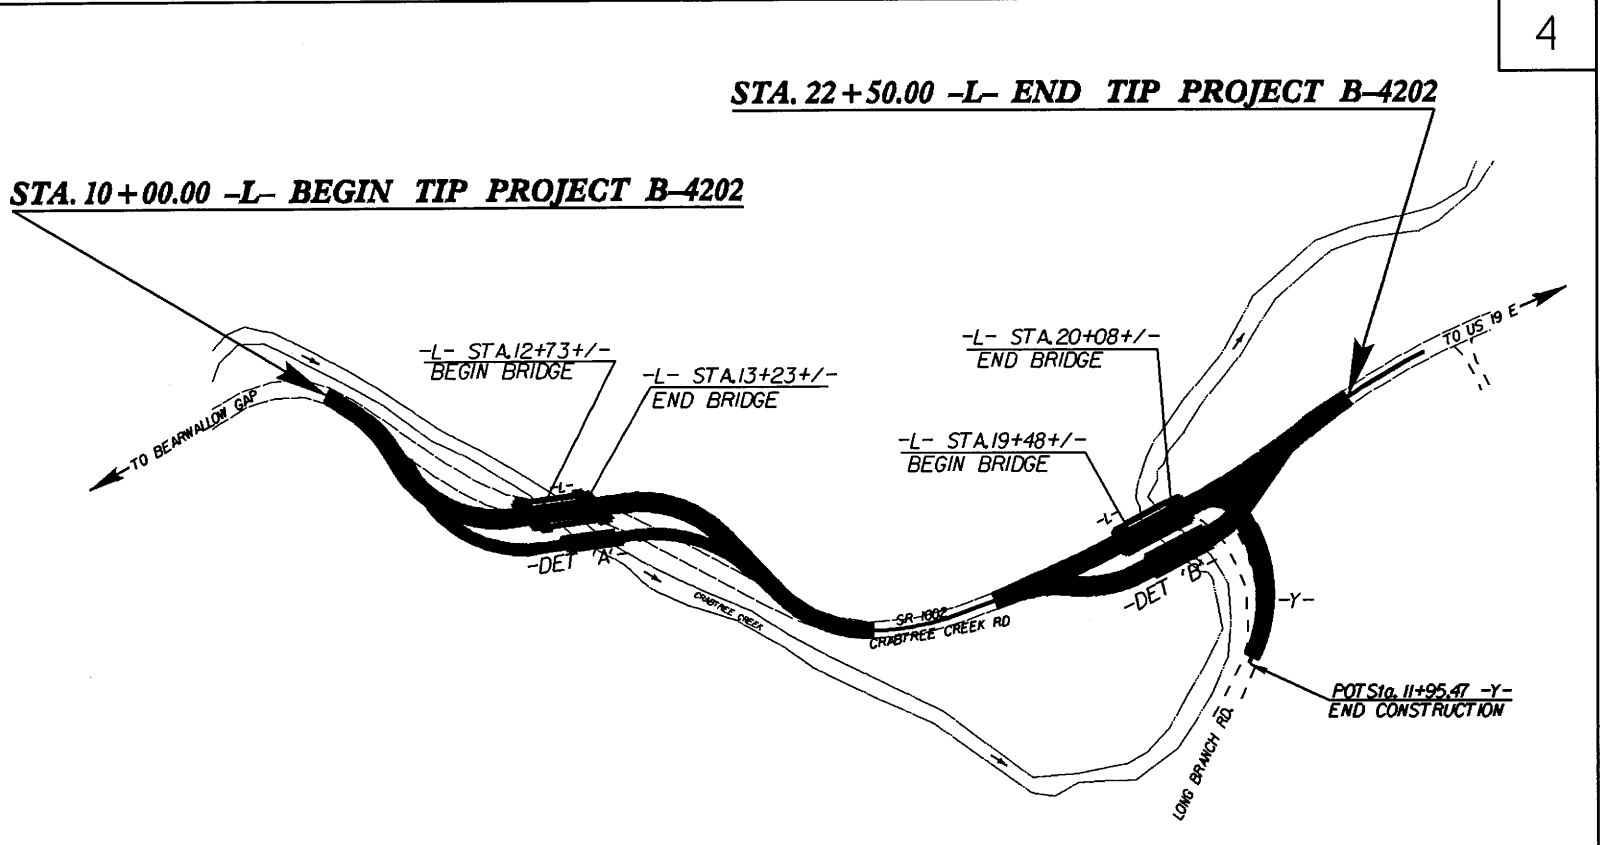 4
STA. 22+50.00 -L- END TIP PROJECT B-4202
STA. 10+00.00 -L- BEGIN TIP PROJECT B-4202
-L- STA.12+73+/-
BEGIN BRIDGE
-L- STA.13+23+/-
END BRIDGE
-L- STA.20+08+/-
END BRIDGE
-L- STA.19+48+/-
BEGIN BRIDGE
TO US 19 E
TO BEARWALLOW GAP
-L-
-L-
-DET 'A'-
-DET 'B'-
CRABTREE CREEK
SR-1002
CRABTREE CREEK RD
-Y-
POT Sta. 11+95.47 -Y-
END CONSTRUCTION
LONG BRANCH RD.